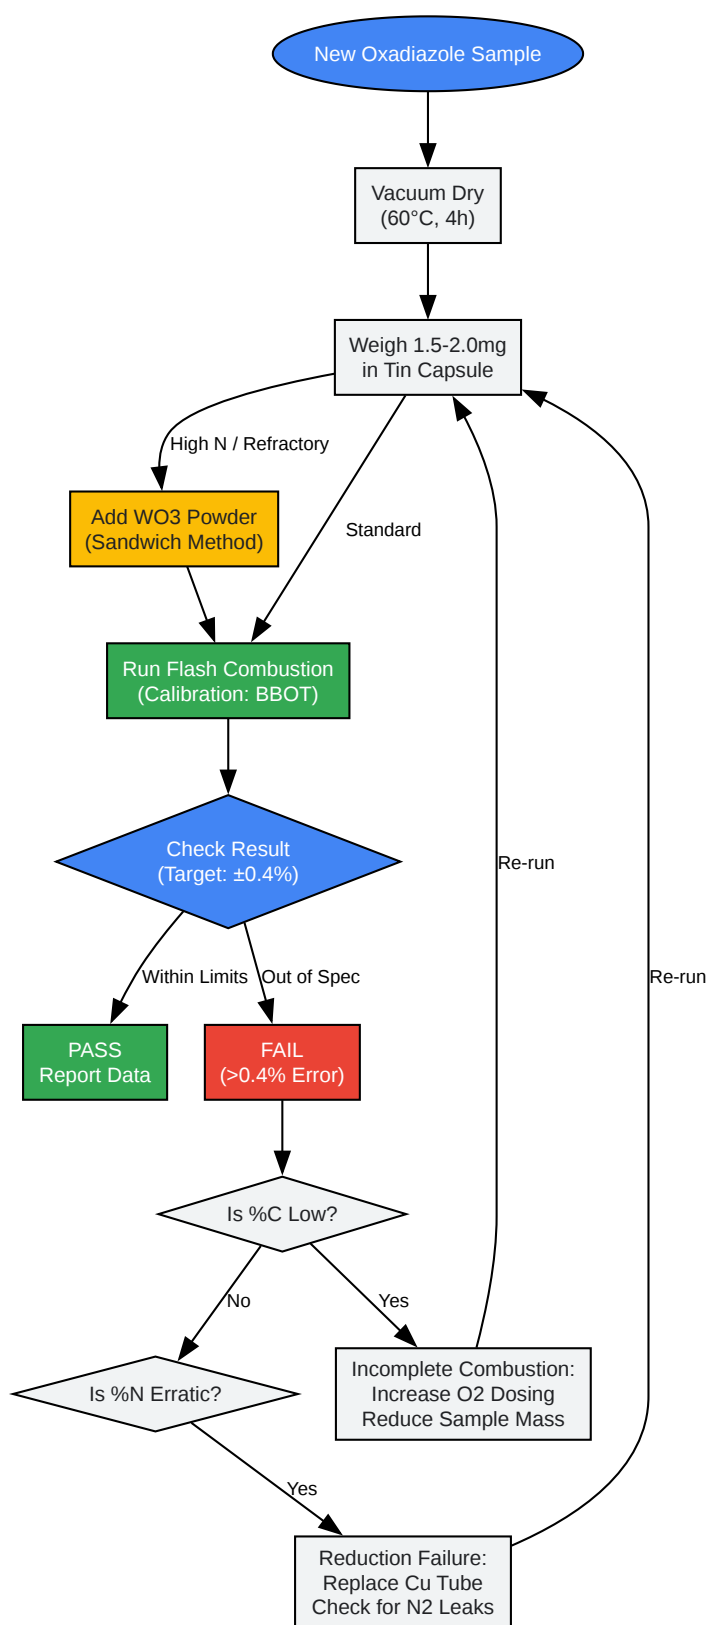 New Oxadiazole Sample
Vacuum Dry
(60°C, 4h)
Weigh 1.5-2.0mg
in Tin Capsule
High N / Refractory
Add WO3 Powder
(Sandwich Method)
Standard
Run Flash Combustion
(Calibration: BBOT)
Check Result
(Target: ±0.4%)
Re-run
Re-run
Within Limits
Out of Spec
PASS
Report Data
FAIL
(>0.4% Error)
Is %C Low?
No
Yes
Is %N Erratic?
Incomplete Combustion:
Increase O2 Dosing
Reduce Sample Mass
Yes
Reduction Failure:
Replace Cu Tube
Check for N2 Leaks